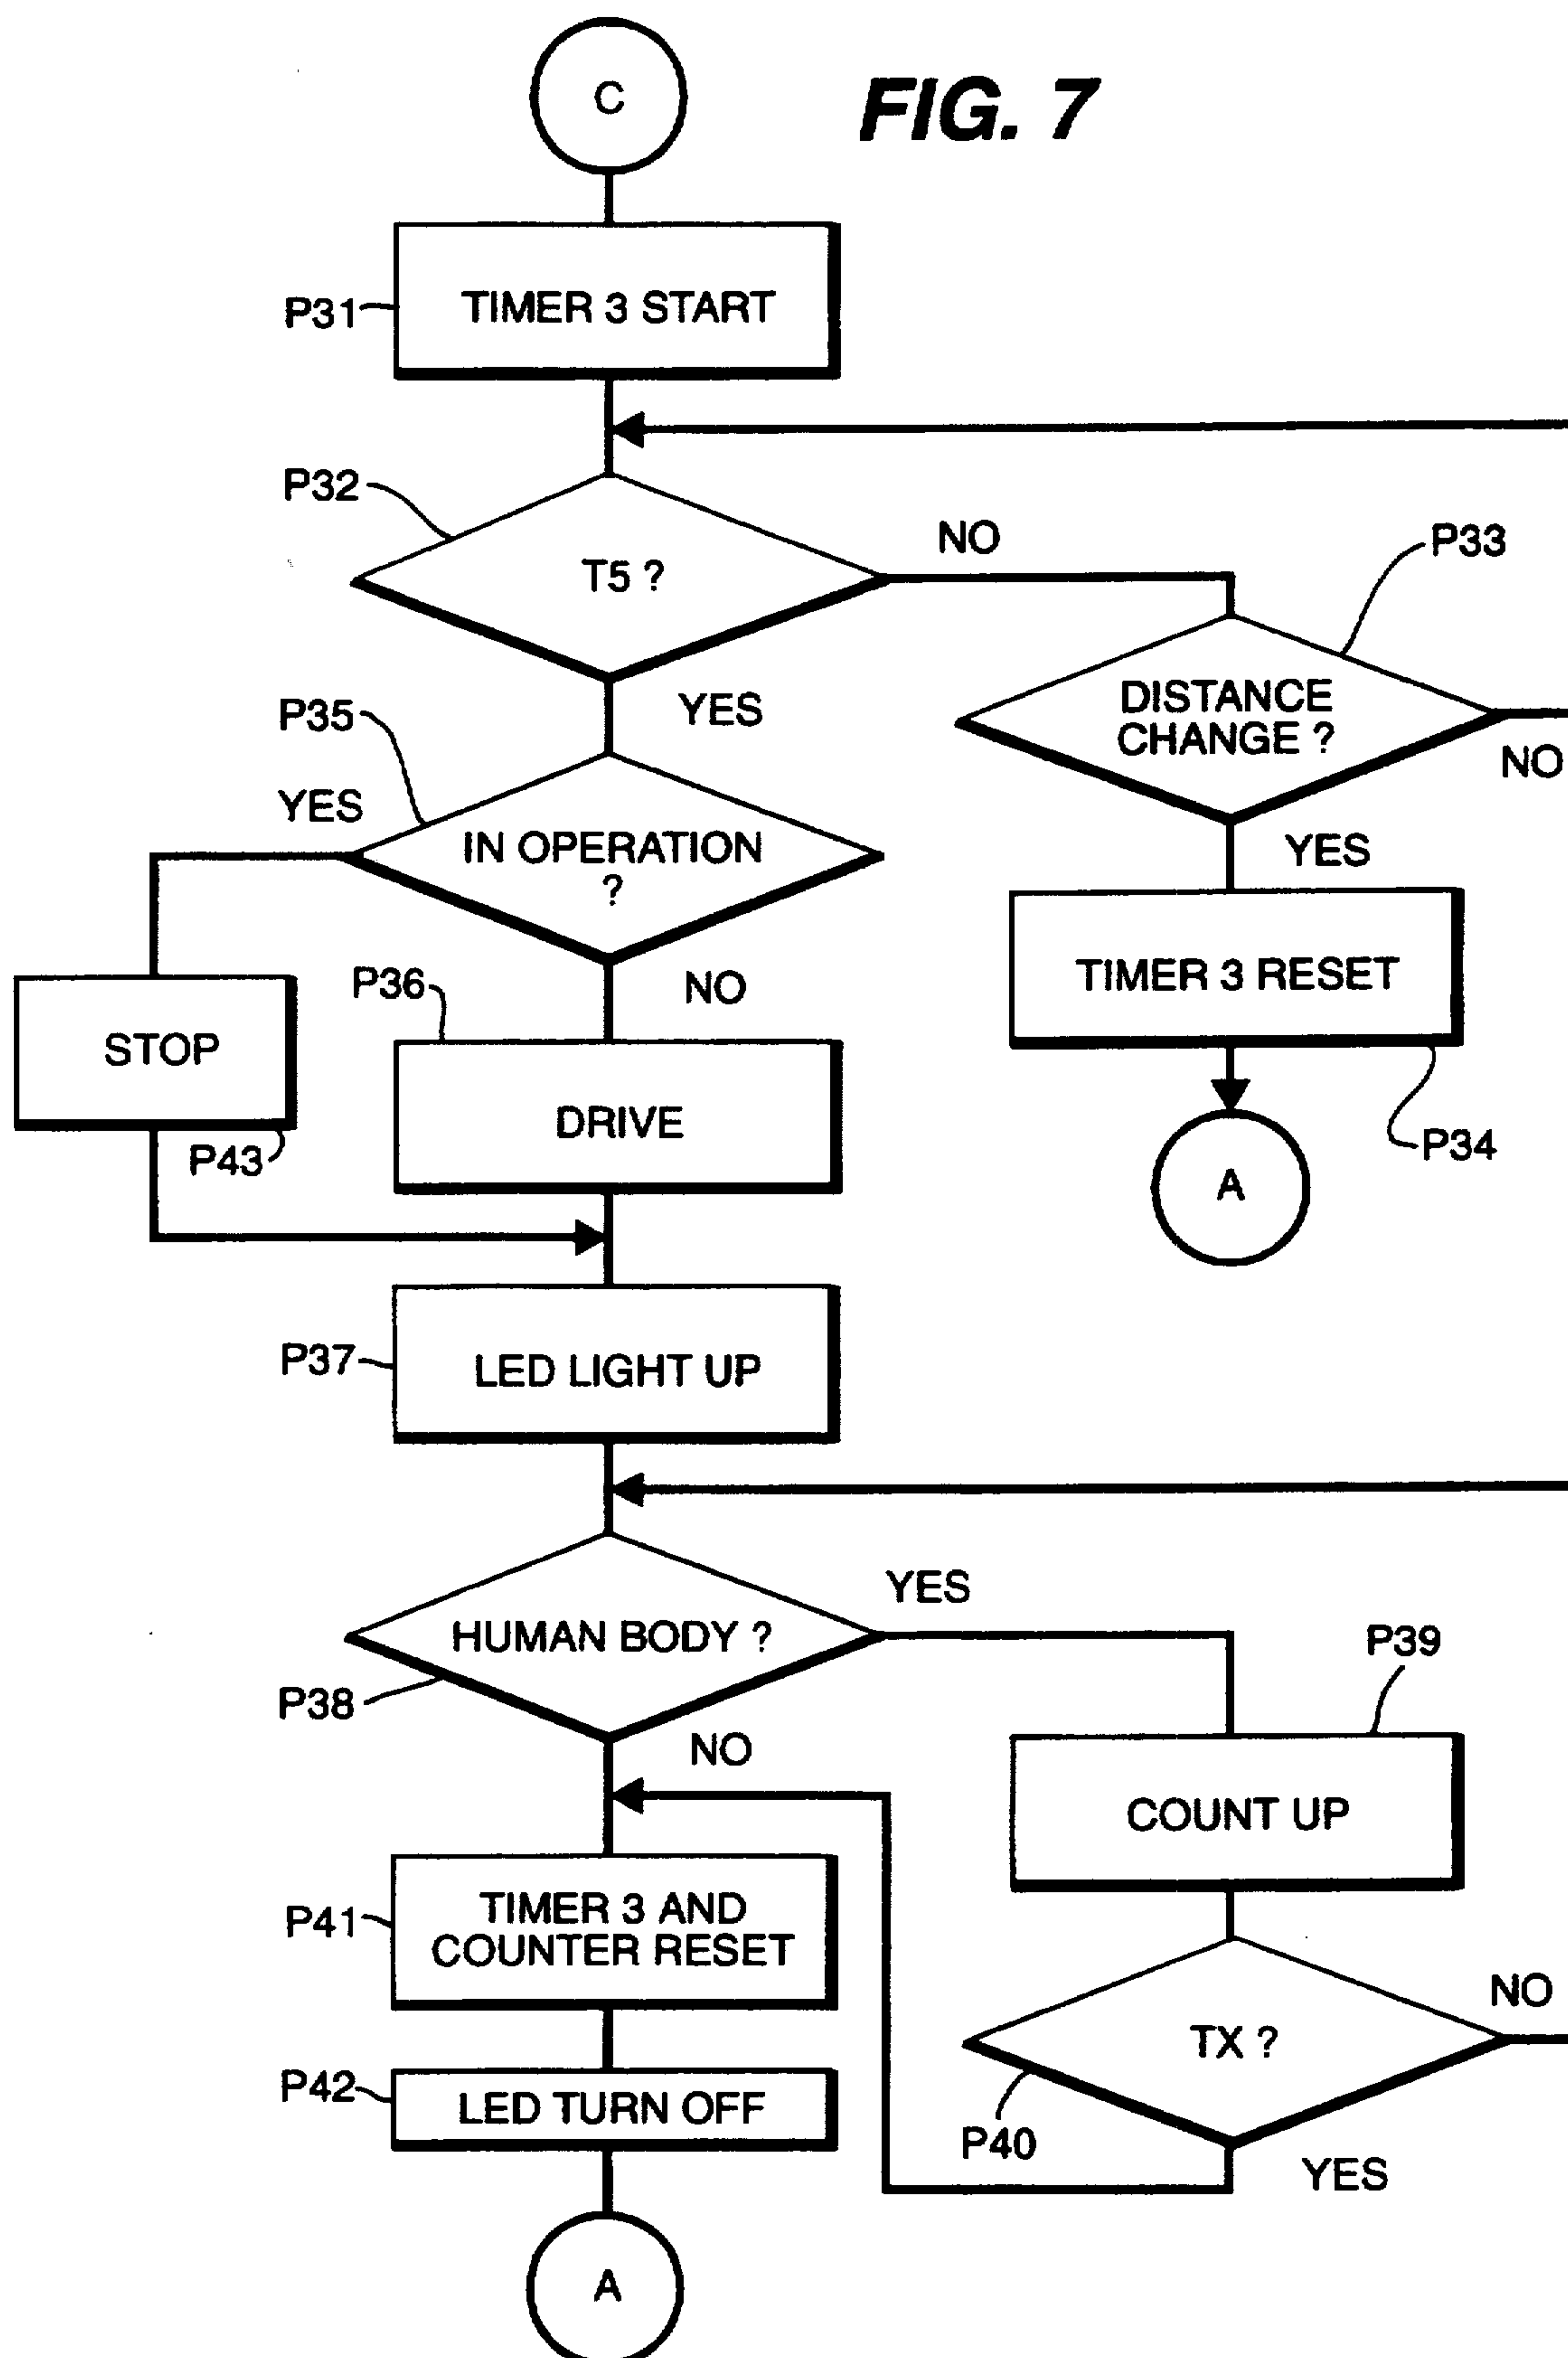 C
FIG. 7
P31
TIMER 3 START
P32
T5 ?
NO
P33
DISTANCE
CHANGE ?
NO
YES
P35
YES
IN OPERATION
?
YES
TIMER 3 RESET
P34
A
NO
STOP
P43
P36
DRIVE
P37
LED LIGHT UP
HUMAN BODY ?
YES
P38
NO
P39
COUNT UP
P41
TIMER 3 AND
COUNTER RESET
TX ?
NO
P40
YES
P42
LED TURN OFF
A